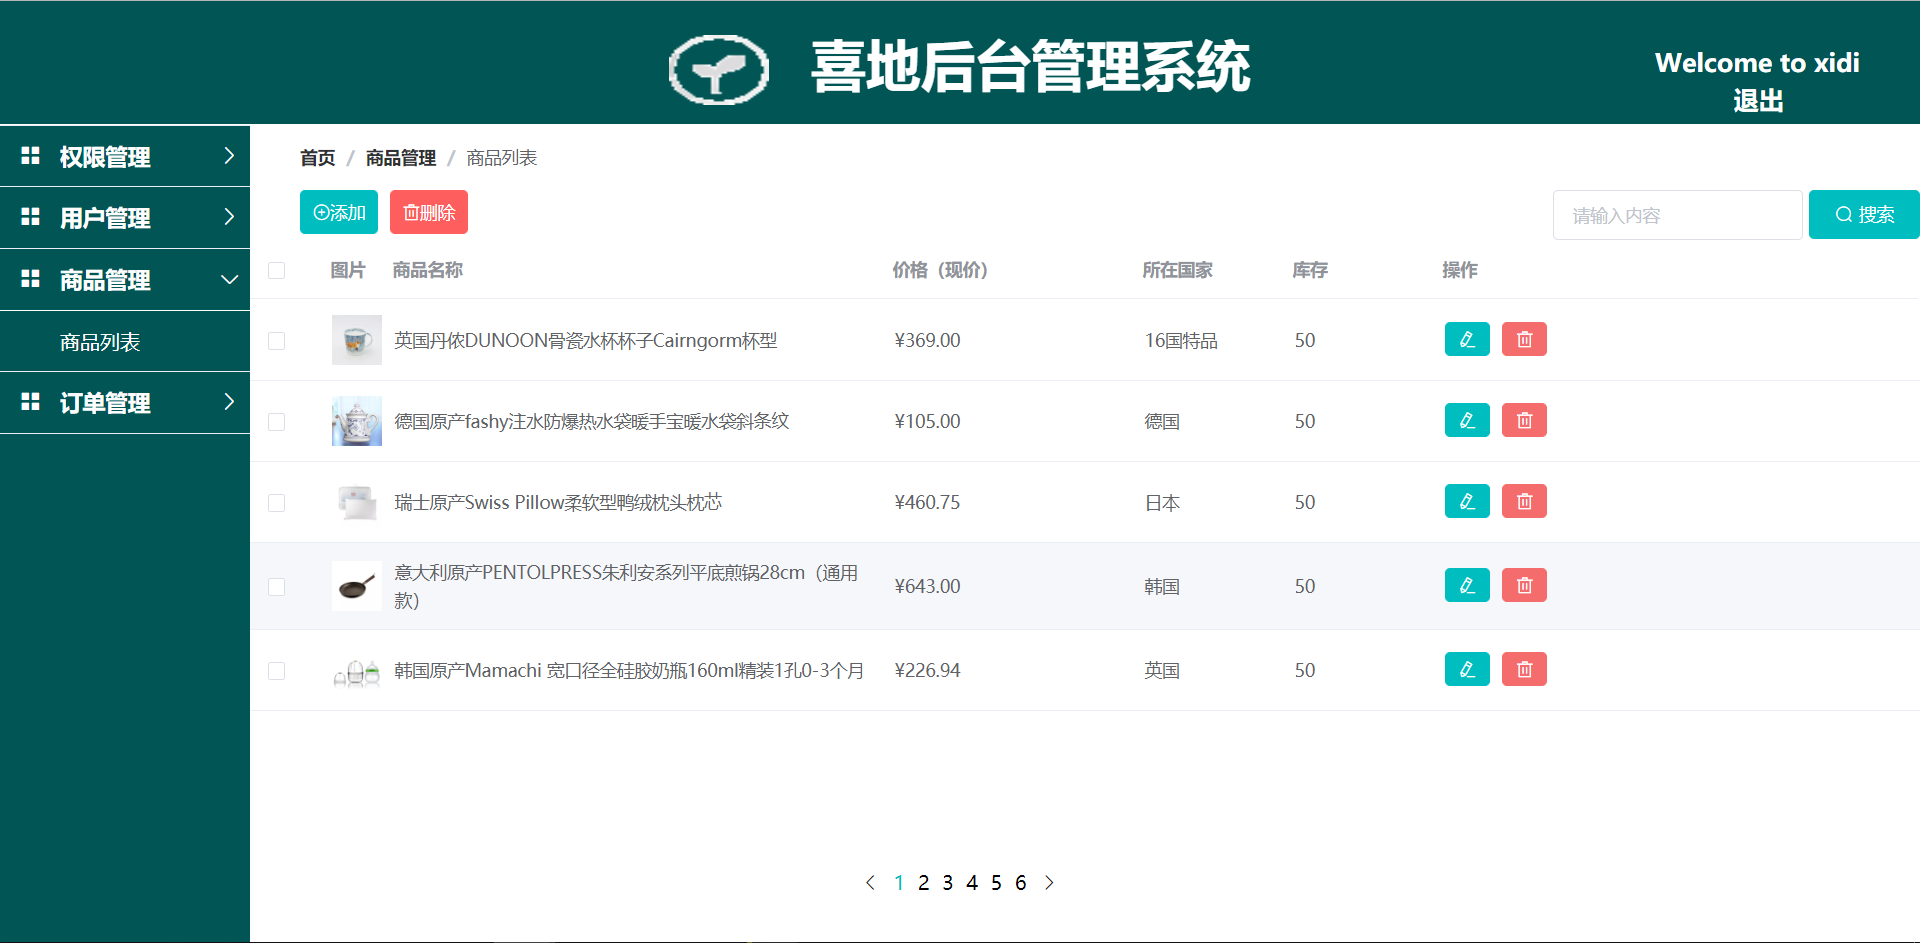 喜地后台管理系统
Welcome to xidi
退出
权限管理
用户管理
商品管理
商品列表
订单管理
首页 / 商品管理 / 商品列表
添加 删除
请输入内容 搜索
图片 商品名称 价格（现价） 所在国家 库存 操作
英国丹侬DUNOON骨瓷水杯杯子Cairngorm杯型 ¥369.00 16国特品 50
德国原产fashy注水防爆热水袋暖手宝暖水袋斜条纹 ¥105.00 德国 50
瑞士原产Swiss Pillow柔软型鸭绒枕头枕芯 ¥460.75 日本 50
意大利原产PENTOLPRESS朱利安系列平底煎锅28cm（通用
款） ¥643.00 韩国 50
韩国原产Mamachi 宽口径全硅胶奶瓶160ml精装1孔0-3个月 ¥226.94 英国 50
1 2 3 4 5 6